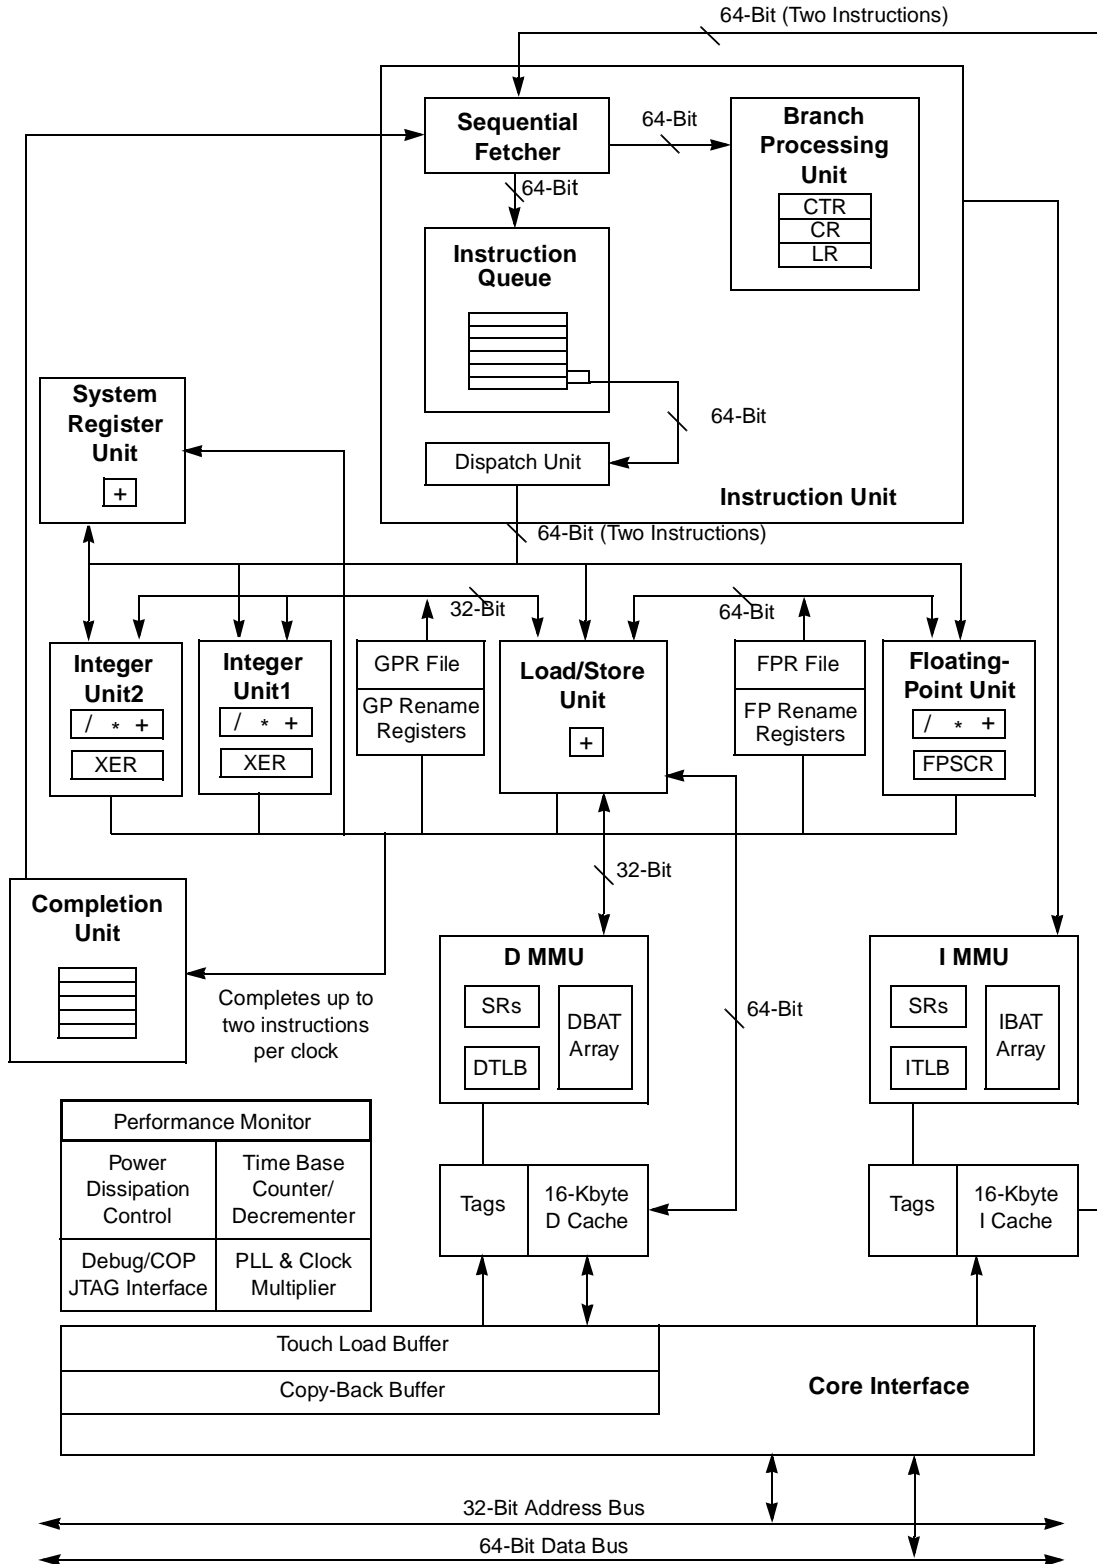 64-Bit (Two Instructions)
Sequential
Fetcher
64-Bit
Branch
Processing
Unit
CTR
CR
LR
64-Bit
Instruction
Queue
64-Bit
Dispatch Unit
Instruction Unit
System
Register
Unit
+
64-Bit (Two Instructions)
32-Bit
64-Bit
Integer
Unit2
/ * +
XER
Integer
Unit1
/ * +
XER
GPR File
GP Rename
Registers
Load/Store
Unit
+
FPR File
FP Rename
Registers
Floating-
Point Unit
/ * +
FPSCR
32-Bit
Completion
Unit
Completes up to
two instructions
per clock
D MMU
SRs
DTLB
DBAT
Array
64-Bit
I MMU
SRs
ITLB
IBAT
Array
Performance Monitor
Power
Dissipation
Control
Time Base
Counter/
Decrementer
Debug/COP
JTAG Interface
PLL & Clock
Multiplier
Tags
16-Kbyte
D Cache
Tags
16-Kbyte
I Cache
Touch Load Buffer
Copy-Back Buffer
Core Interface
32-Bit Address Bus
64-Bit Data Bus